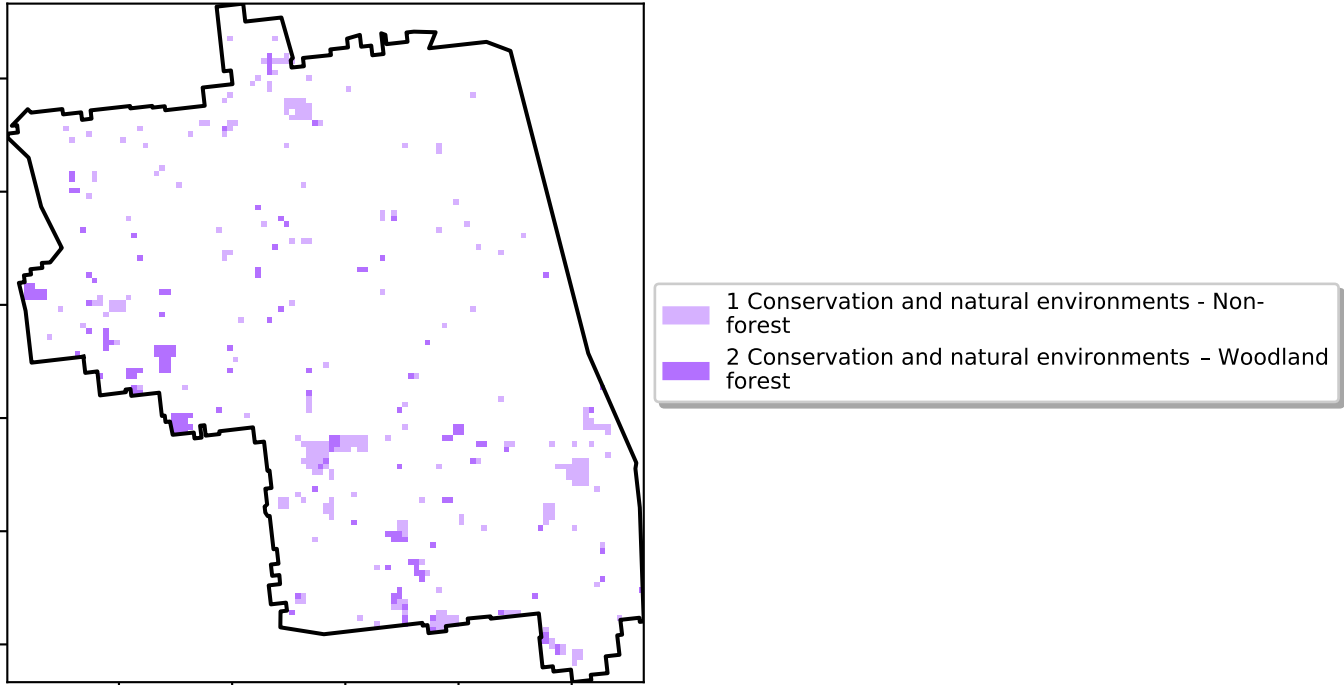 1 Conservation and natural environments - Non-
forest
2 Conservation and natural environments – Woodland
forest